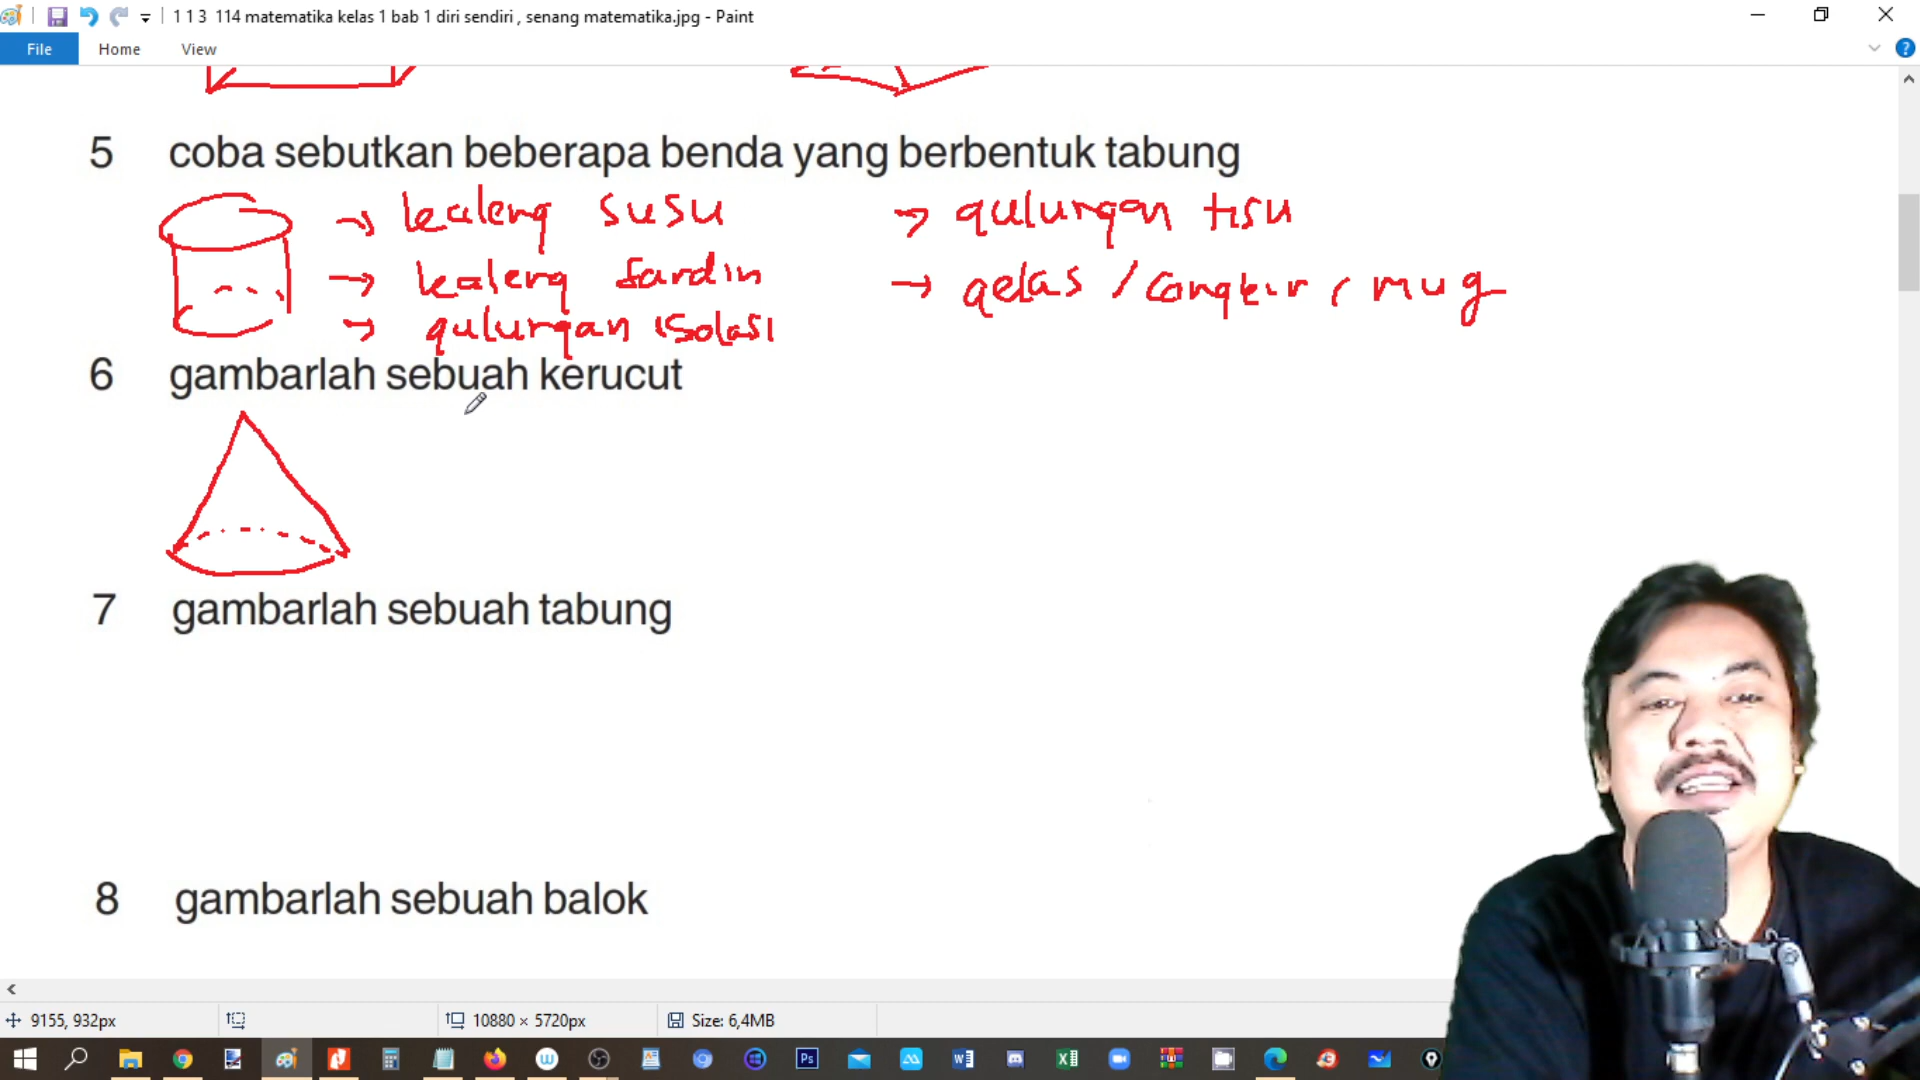 1 1 3 114 matematika kelas 1 bab 1 diri sendiri , senang matematika.jpg - Paint
File Home View
5 coba sebutkan beberapa benda yang berbentuk tabung
→ kaleng susu → gulungan tisu
→ kaleng sardin → gelas / cangkir / mug
→ gulungan isolasi
6 gambarlah sebuah kerucut
7 gambarlah sebuah tabung
8 gambarlah sebuah balok
9155, 932px 10880 × 5720px Size: 6,4MB